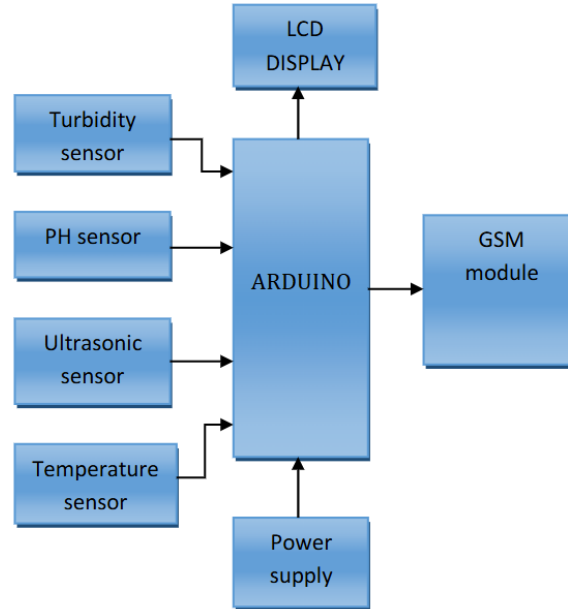 LCD
DISPLAY
Turbidity
sensor
PH sensor
ARDUINO
GSM
module
Ultrasonic
sensor
Temperature
sensor
Power
supply